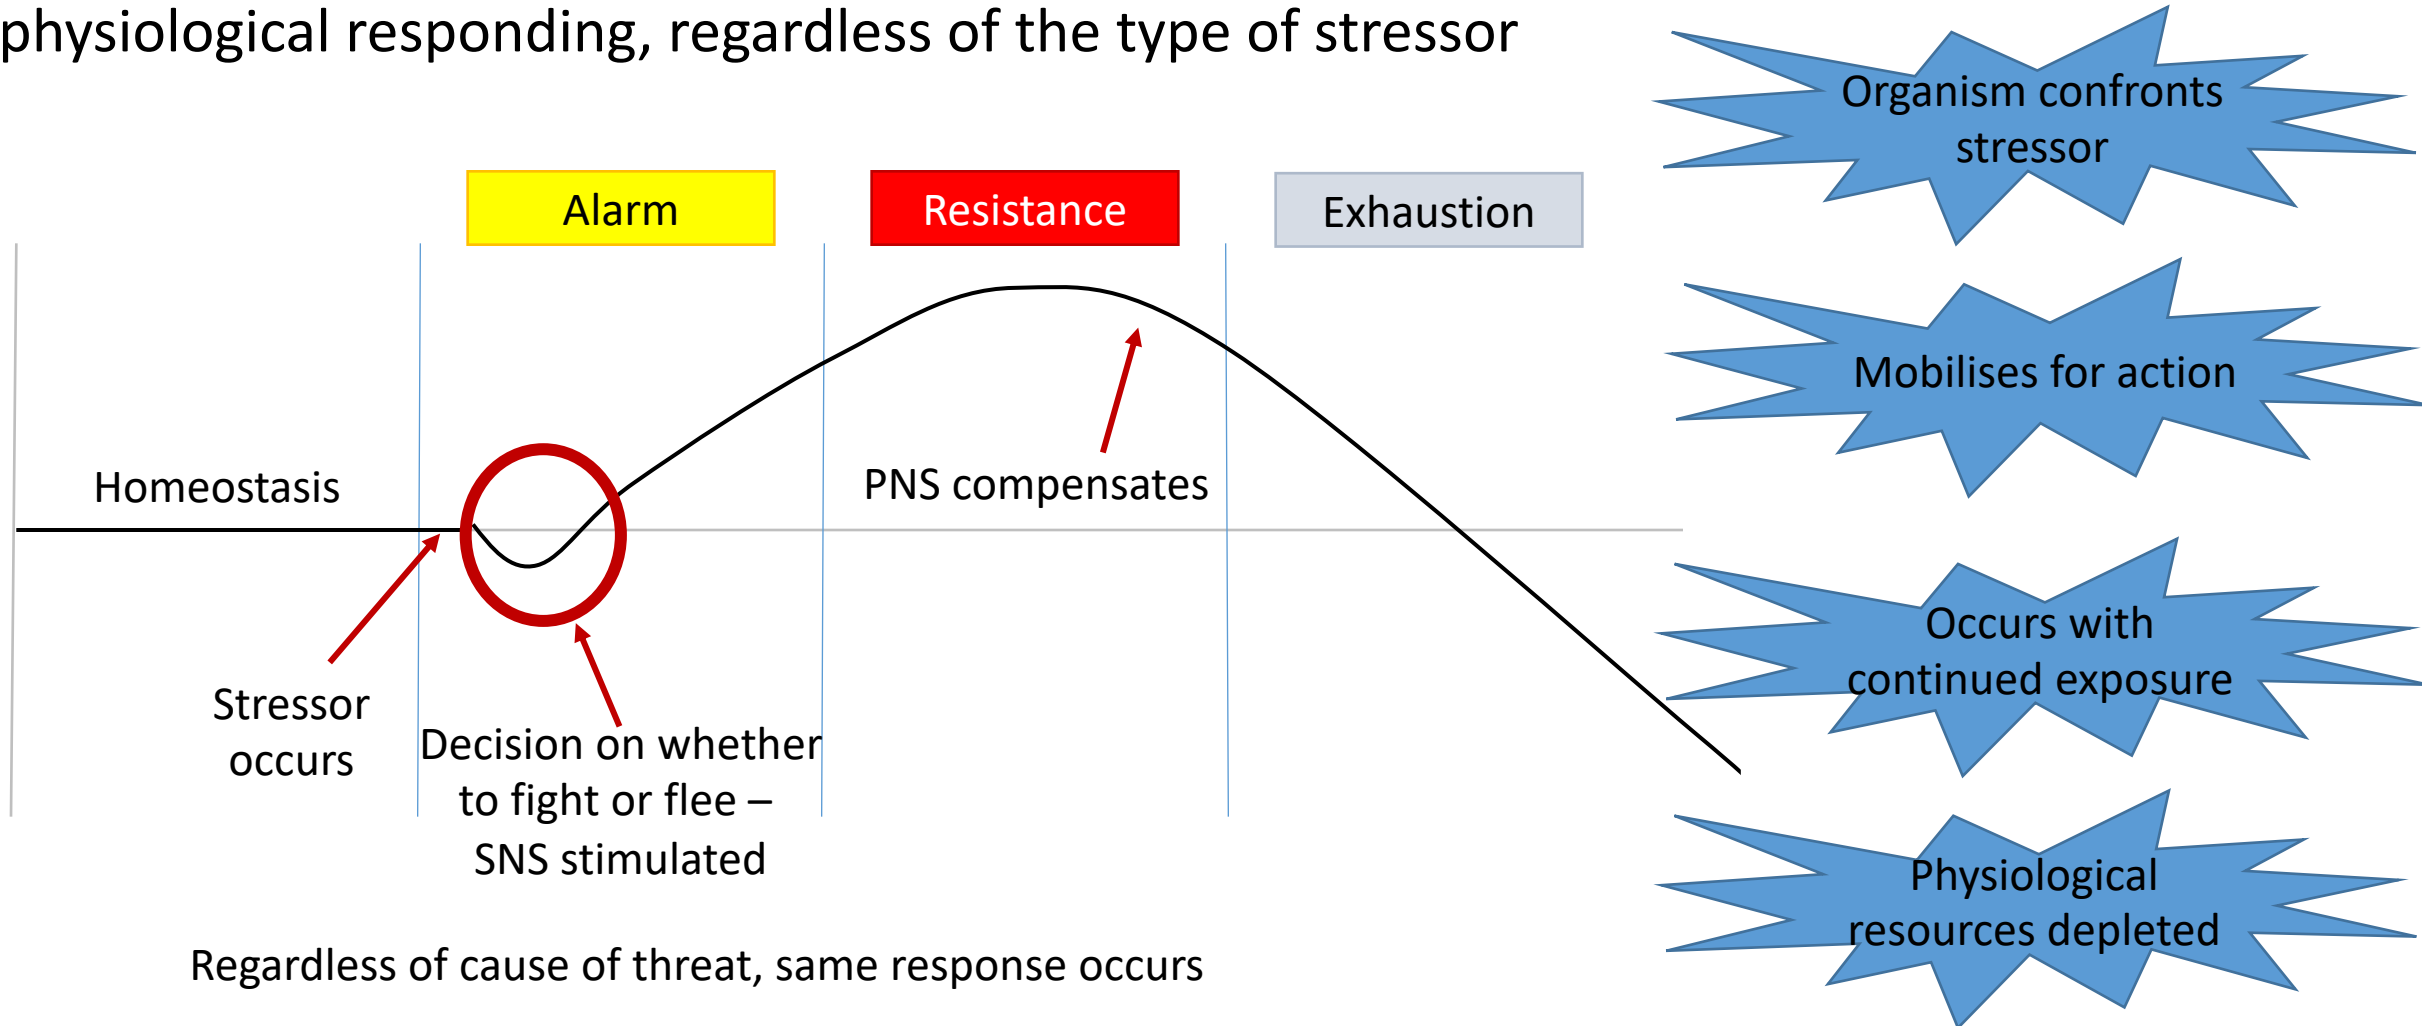 physiological responding, regardless of the type of stressor
Alarm
Resistance
Exhaustion
Homeostasis
PNS compensates
Stressor
occurs
Decision on whether
to fight or flee –
SNS stimulated
Regardless of cause of threat, same response occurs
Organism confronts
stressor
Mobilises for action
Occurs with
continued exposure
Physiological
resources depleted